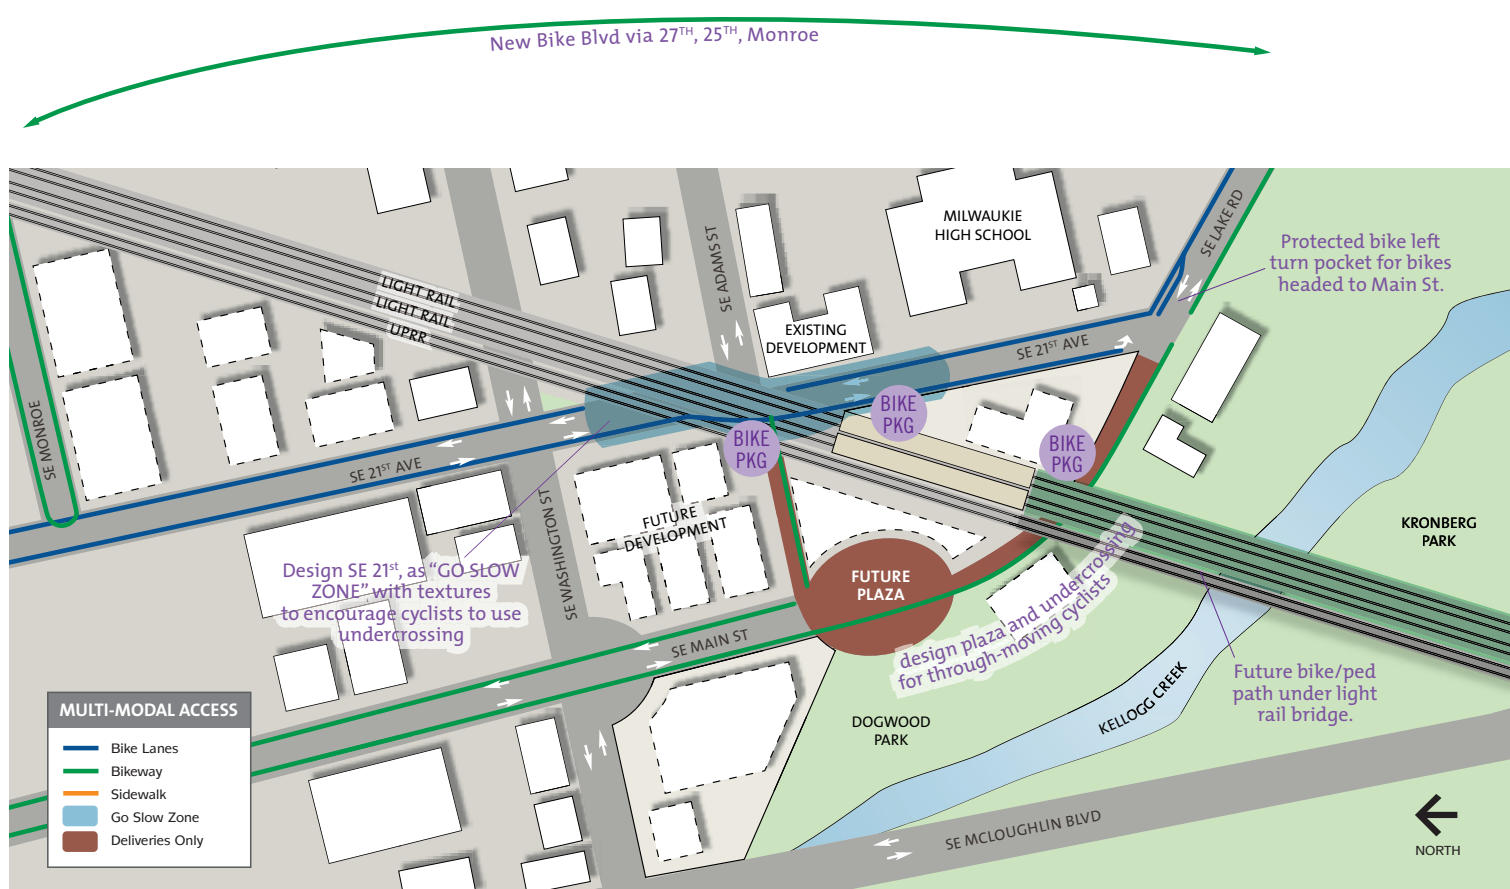 New Bike Blvd via 27TH, 25TH, Monroe
MILWAUKIE
HIGH SCHOOL
SE LAKE RD
Protected bike left
turn pocket for bikes
headed to Main St.
SE ADAMS ST
LIGHT RAIL
LIGHT RAIL
UPRR
EXISTING
DEVELOPMENT
SE 21ST AVE
BIKE
PKG
BIKE
PKG
BIKE
PKG
SE MONROE
SE 21ST AVE
SE WASHINGTON ST
FUTURE
DEVELOPMENT
KRONBERG
PARK
Design SE 21st, as “GO SLOW
ZONE” with textures
to encourage cyclists to use
undercrossing
FUTURE
PLAZA
design plaza and undercrossing
for through-moving cyclists
SE MAIN ST
Future bike/ped
path under light
rail bridge.
KELLOGG CREEK
DOGWOOD
PARK
SE MCLOUGHLIN BLVD
MULTI-MODAL ACCESS
Bike Lanes
Bikeway
Sidewalk
Go Slow Zone
Deliveries Only
NORTH